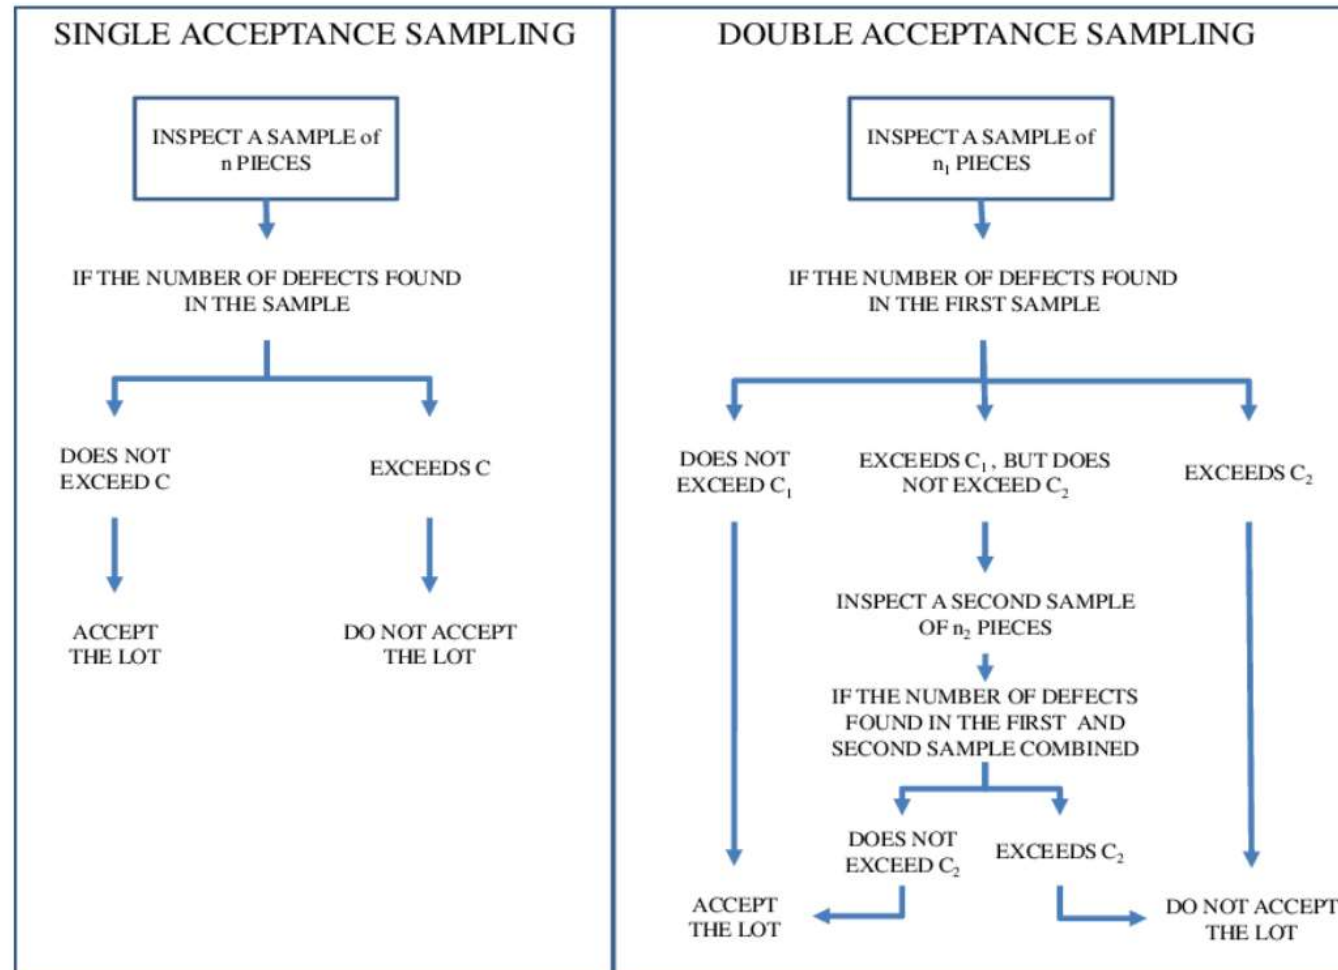 SINGLE ACCEPTANCE SAMPLING
INSPECT A SAMPLE of
n PIECES
IF THE NUMBER OF DEFECTS FOUND
IN THE SAMPLE
DOES NOT
EXCEED C
EXCEEDS C
ACCEPT
THE LOT
DO NOT ACCEPT
THE LOT
DOUBLE ACCEPTANCE SAMPLING
INSPECT A SAMPLE of
n₁ PIECES
IF THE NUMBER OF DEFECTS FOUND
IN THE FIRST SAMPLE
DOES NOT
EXCEED C₁
EXCEEDS C₁, BUT DOES
NOT EXCEED C₂
EXCEEDS C₂
INSPECT A SECOND SAMPLE
OF n₂ PIECES
IF THE NUMBER OF DEFECTS
FOUND IN THE FIRST AND
SECOND SAMPLE COMBINED
DOES NOT
EXCEED C₂
EXCEEDS C₂
ACCEPT
THE LOT
DO NOT ACCEPT
THE LOT